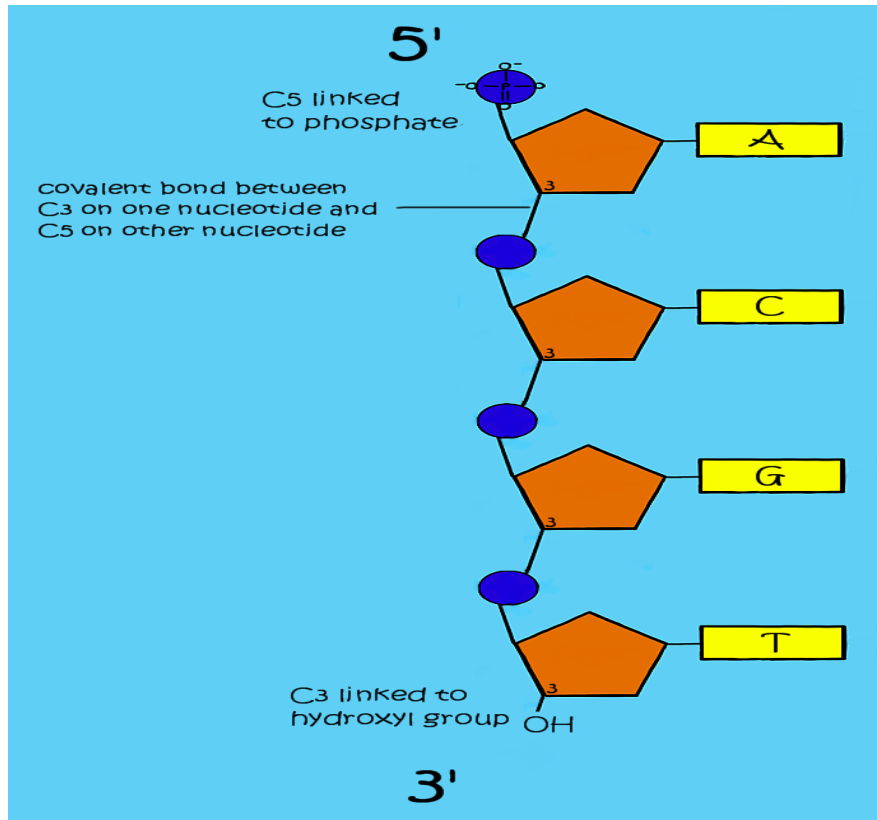 5'
O⁻
⁻O P O
O
C5 linked
to phosphate
A
covalent bond between
C3 on one nucleotide and
C5 on other nucleotide
3
C
3
G
3
T
3
C3 linked to
hydroxyl group
OH
3'